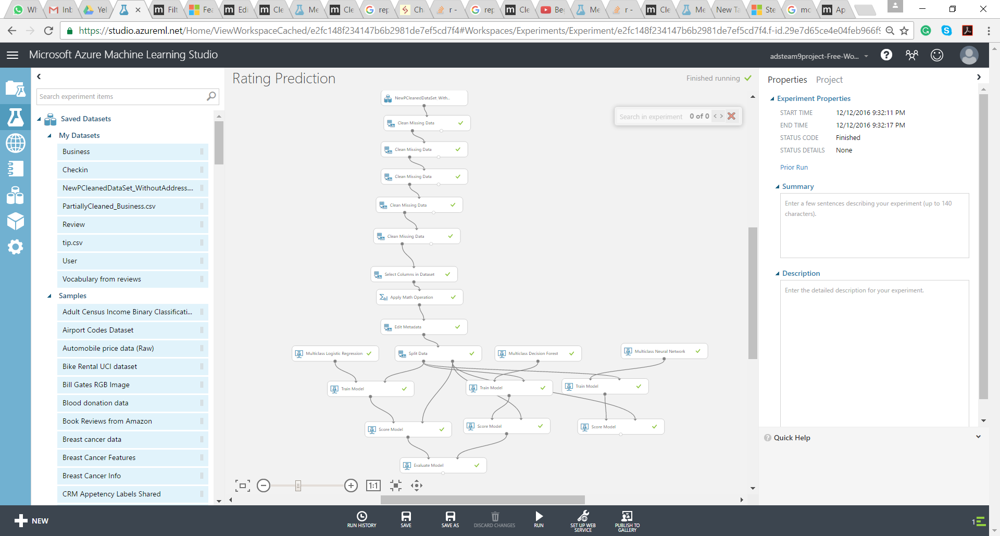 Wh
Inb
Yel
Filt
Fea
Edi
Cle
Me
Cle
rep
Ch
r -
rep
Cle
Beg
Me
r -
Cle
Me
New Ta
Ste
mc
Ap
https://studio.azureml.net/Home/ViewWorkspaceCached/e2fc148f234147b6b2981de7ef5cd7f4#Workspaces/Experiments/Experiment/e2fc148f234147b6b2981de7ef5cd7f4.f-id.29e7d65ce4e04feb966f9
Microsoft Azure Machine Learning Studio
adsteam9project-Free-Wo...
Search experiment items
Saved Datasets
My Datasets
Business
Checkin
NewPCleanedDataSet_WithoutAddress....
PartiallyCleaned_Business.csv
Review
tip.csv
User
Vocabulary from reviews
Samples
Adult Census Income Binary Classificati...
Airport Codes Dataset
Automobile price data (Raw)
Bike Rental UCI dataset
Bill Gates RGB Image
Blood donation data
Book Reviews from Amazon
Breast cancer data
Breast Cancer Features
Breast Cancer Info
CRM Appetency Labels Shared
Rating Prediction
Finished running
Search in experiment 0 of 0 < >
NewPCleanedDataSet_With...
Clean Missing Data
Clean Missing Data
Clean Missing Data
Clean Missing Data
Clean Missing Data
Select Columns in Dataset
Apply Math Operation
Edit Metadata
Multiclass Logistic Regression
Split Data
Multiclass Decision Forest
Multiclass Neural Network
Train Model
Train Model
Train Model
Score Model
Score Model
Score Model
Evaluate Model
1:1
Properties Project
Experiment Properties
START TIME 12/12/2016 9:32:11 PM
END TIME 12/12/2016 9:32:17 PM
STATUS CODE Finished
STATUS DETAILS None
Prior Run
Summary
Enter a few sentences describing your experiment (up to 140
characters).
Description
Enter the detailed description for your experiment.
Quick Help
NEW
RUN HISTORY
SAVE
SAVE AS
DISCARD CHANGES
RUN
SET UP WEB
SERVICE
PUBLISH TO
GALLERY
1